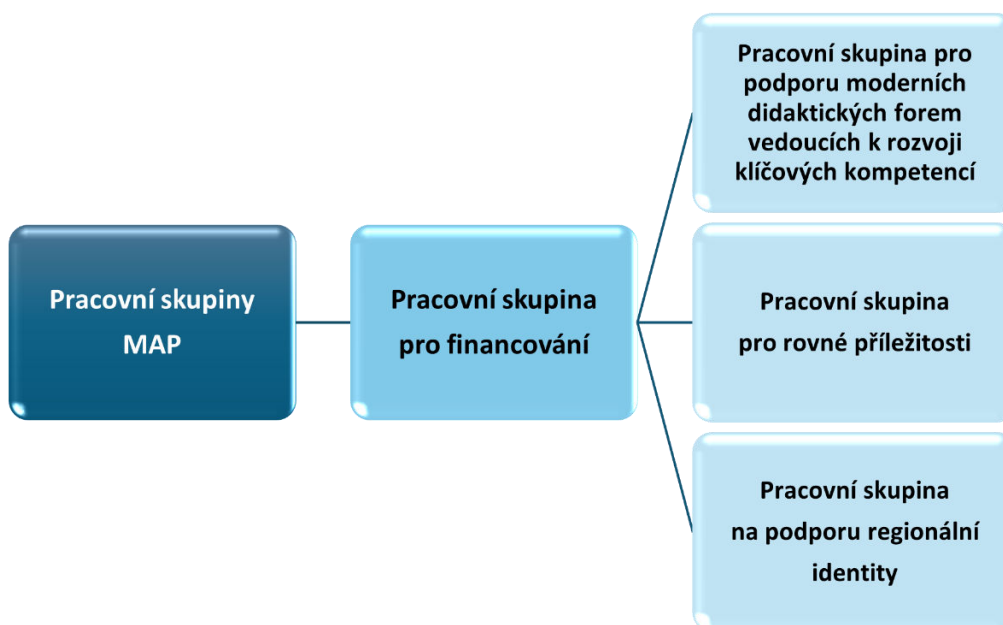 Pracovní skupiny
MAP
Pracovní skupina
pro financování
Pracovní skupina pro
podporu moderních
didaktických forem
vedoucích k rozvoji
klíčových kompetencí
Pracovní skupina
pro rovné příležitosti
Pracovní skupina
na podporu regionální
identity